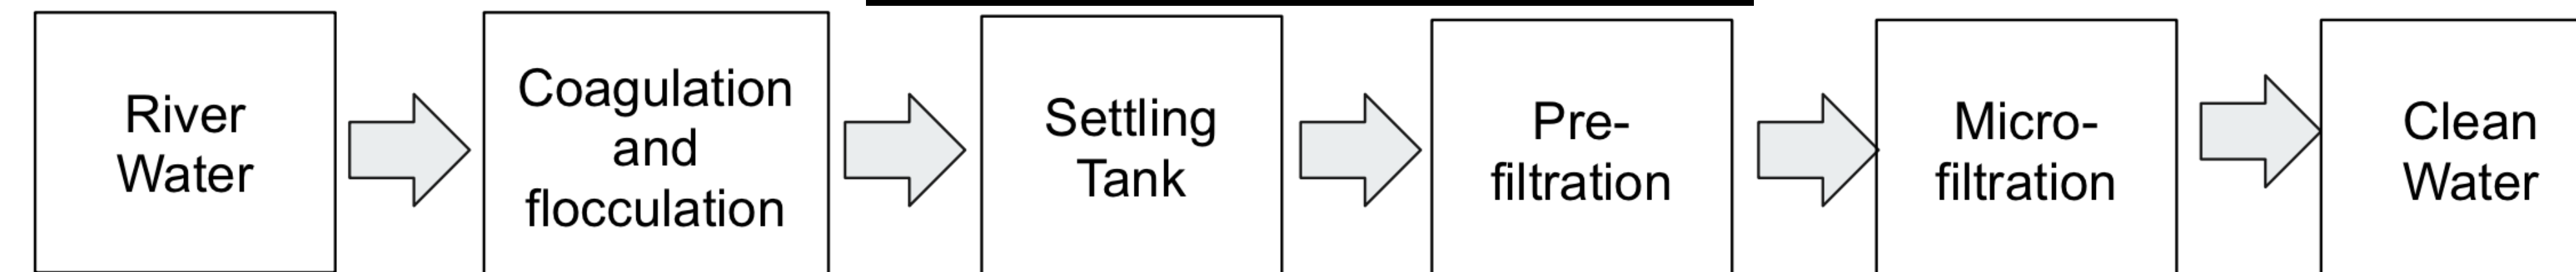 River
Water
Coagulation
and
flocculation
Settling
Tank
Pre-
filtration
Micro-
filtration
Clean
Water